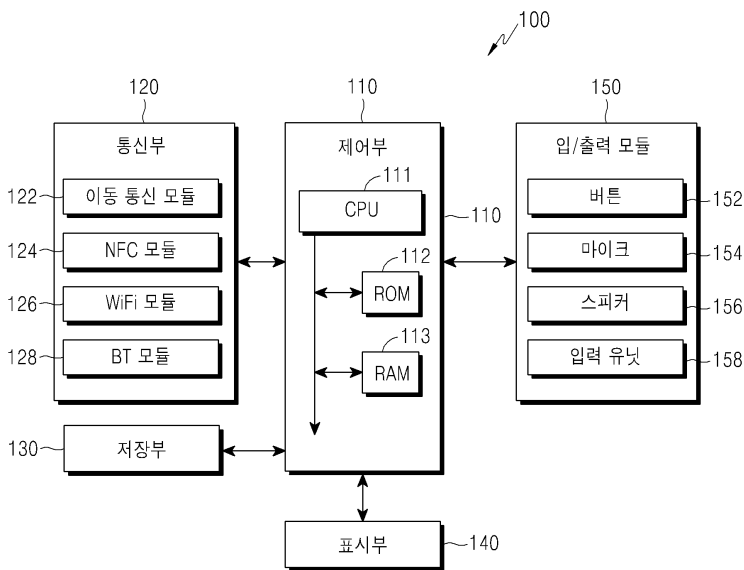 100
120
110
150
통신부
제어부
입/출력 모듈
122
이동 통신 모듈
111
CPU
110
버튼
152
124
NFC 모듈
마이크
154
112
ROM
126
WiFi 모듈
스피커
156
113
RAM
128
BT 모듈
입력 유닛
158
130
저장부
표시부
140